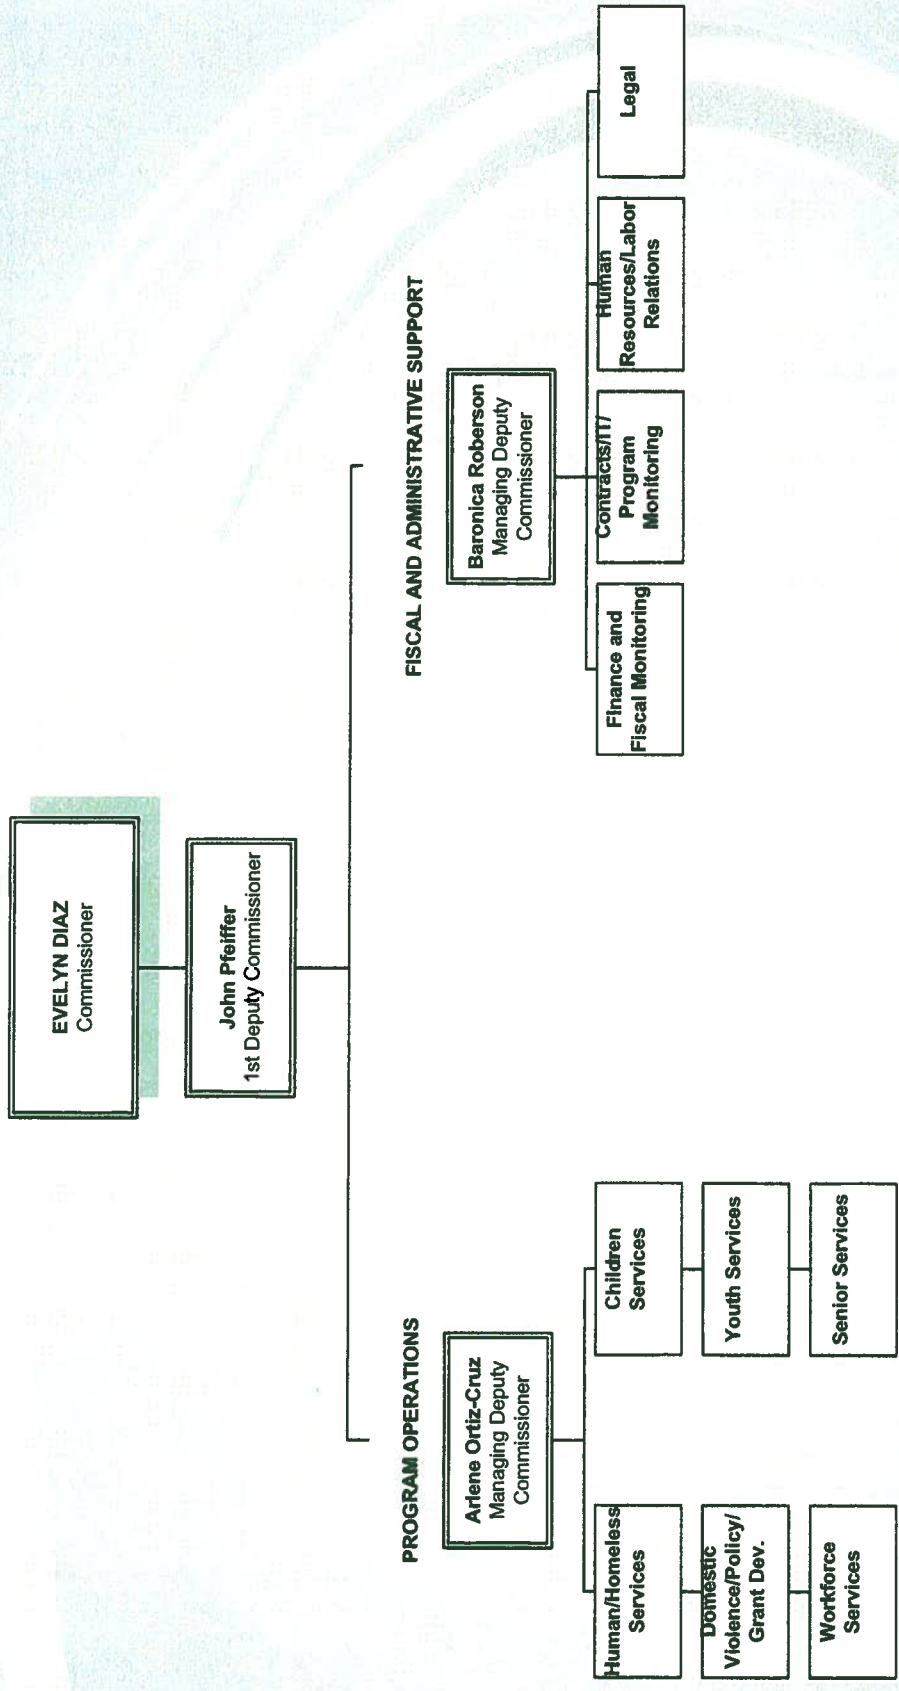 EVELYN DIAZ
Commissioner
John Pfeiffer
1st Deputy Commissioner
PROGRAM OPERATIONS
Arlene Ortiz-Cruz
Managing Deputy
Commissioner
Human/Homeless
Services
Domestic
Violence/Policy/
Grant Dev.
Workforce
Services
Children
Services
Youth Services
Senior Services
FISCAL AND ADMINISTRATIVE SUPPORT
Baronica Roberson
Managing Deputy
Commissioner
Finance and
Fiscal Monitoring
Contracts/IT/
Program
Monitoring
Human
Resources/Labor
Relations
Legal